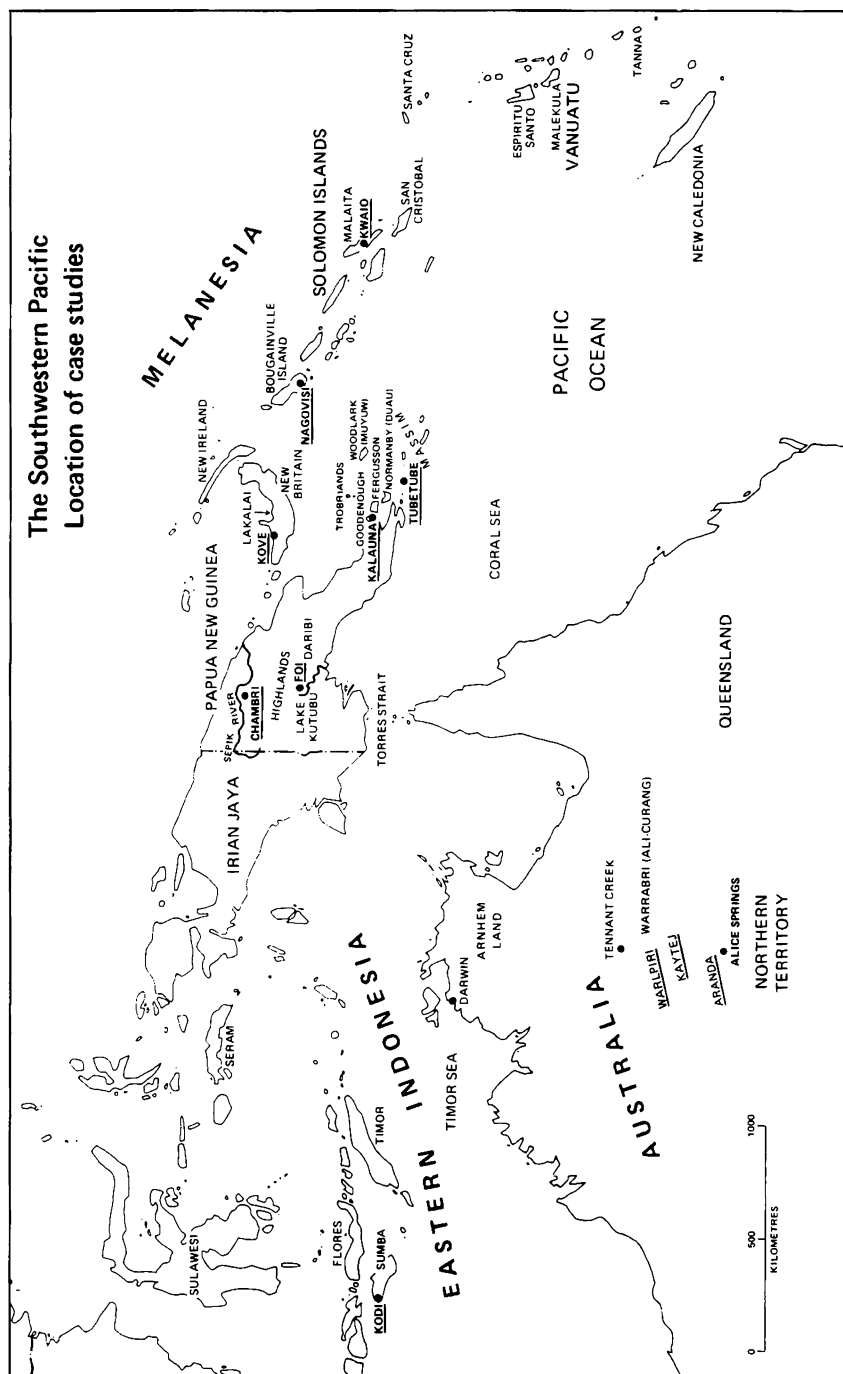 The Southwestern Pacific
Location of case studies
MELANESIA
SOLOMON ISLANDS
SANTA CRUZ
MALAITA
KWAIO
SAN
CRISTOBAL
ESPIRITU
SANTO
MALEKULA
VANUATU
TANNAO
NEW CALEDONIA
BOUGAINVILLE
ISLAND
NAGOVISI
NEW IRELAND
NEW
BRITAIN
LAKALAI
KOVE
TROBRIANDS
WOODLARK
(MUYUW)
GOODENOUGH
FERGUSSON
NORMANBY (DUAU)
KALAUNA
MASSIM
TUBETUBE
PACIFIC
OCEAN
CORAL SEA
PAPUA NEW GUINEA
SEPIK RIVER
CHAMBRI
HIGHLANDS
LAKE
KUTUBU
FOI
DARIBI
TORRES STRAIT
IRIAN JAYA
QUEENSLAND
SERAM
SULAWESI
FLORES
TIMOR
KODI
SUMBA
EASTERN INDONESIA
TIMOR SEA
DARWIN
ARNHEM
LAND
AUSTRALIA
TENNANT CREEK
WARRABRI (ALI-CURANG)
WARLPIRI
KAYTEJ
ARANDA
ALICE SPRINGS
NORTHERN
TERRITORY
0 500 1000
KILOMETRES